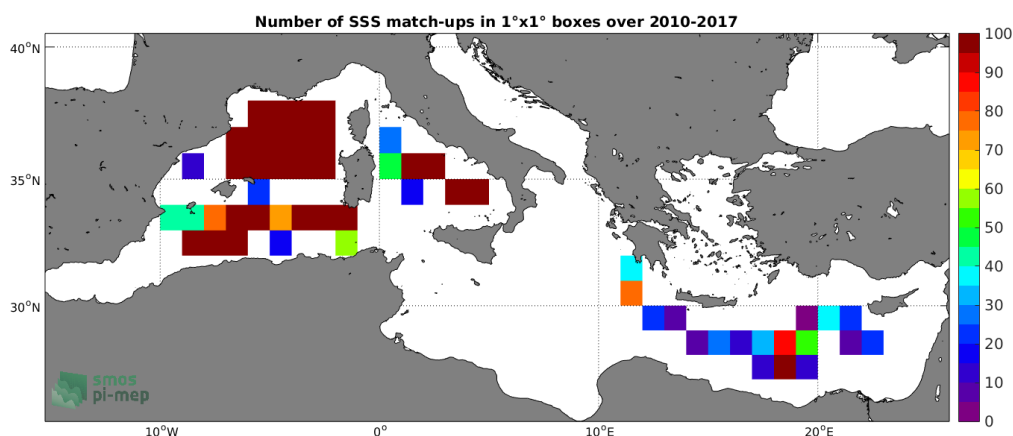 Number of SSS match-ups in 1°x1° boxes over 2010-2017
40°N
35°N
30°N
10°W
0°
10°E
20°E
100
90
80
70
60
50
40
30
20
10
0
smos
pi-mep